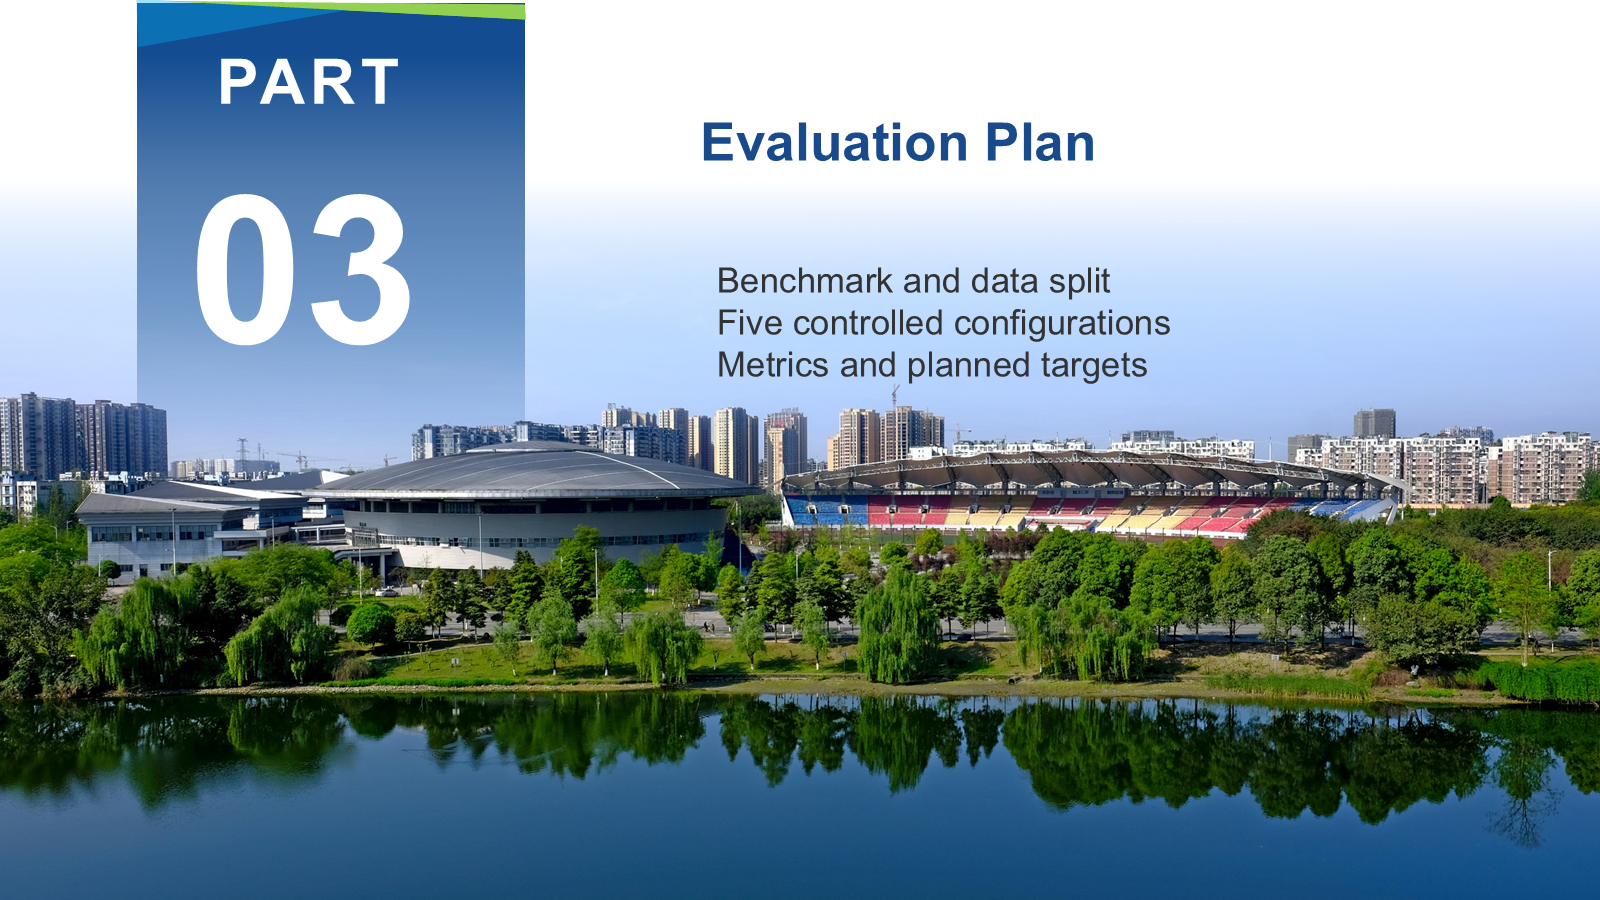 PART
03
Evaluation Plan
Benchmark and data split
Five controlled configurations
Metrics and planned targets